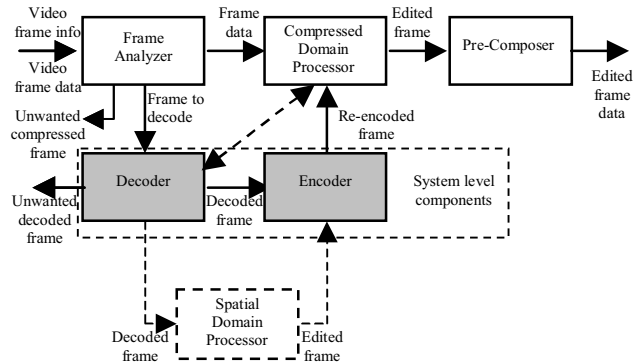 Video
frame info
Video
frame data
Frame
Analyzer
Frame
data
Compressed
Domain
Processor
Edited
frame
Pre-Composer
Edited
frame
data
Unwanted
compressed
frame
Frame to
decode
Re-encoded
frame
Decoder
Encoder
System level
components
Unwanted
decoded
frame
Decoded
frame
Spatial
Domain
Processor
Decoded
frame
Edited
frame